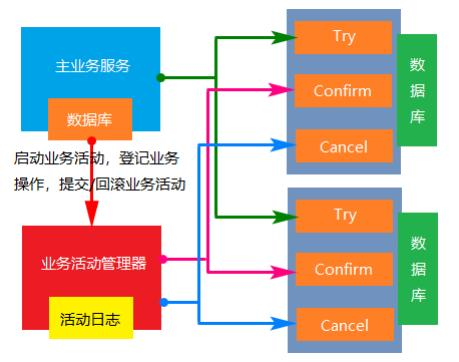 主业务服务
数据库
启动业务活动，登记业务
操作，提交/回滚业务活动
业务活动管理器
活动日志
Try
Confirm
Cancel
数
据
库
Try
Confirm
Cancel
数
据
库